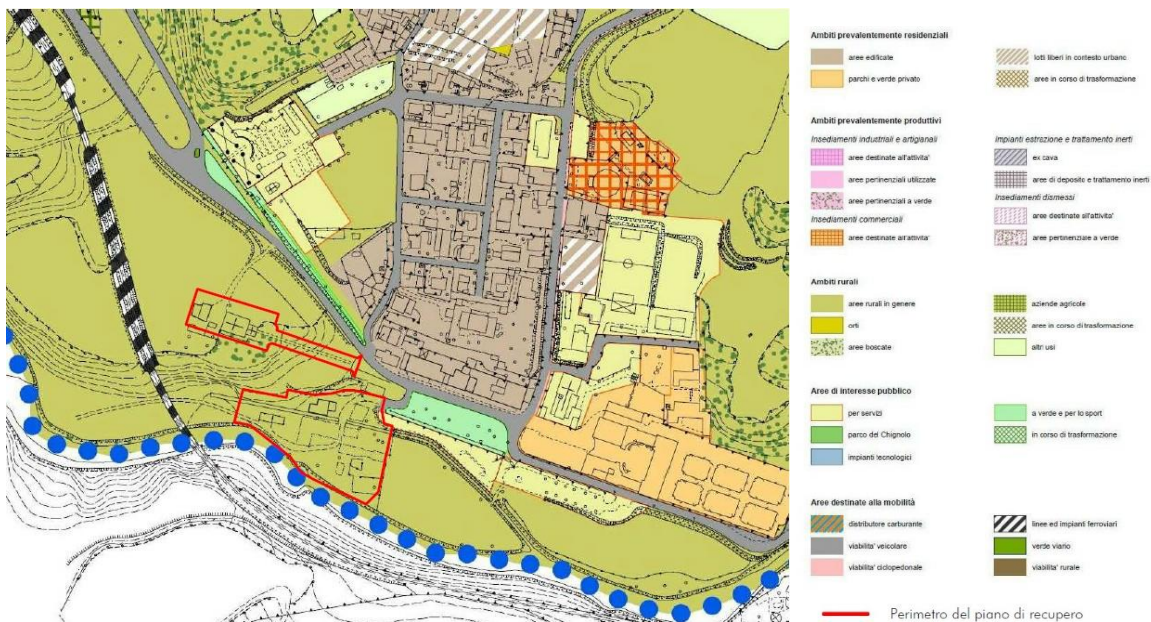 Ambiti prevalentemente residenziali
aree edificate
lotti liberi in contesto urbano
parchi e verde privato
aree in corso di trasformazione
Ambiti prevalentemente produttivi
Insediamenti industriali e artigianali
Impianti estrazione e trattamento inerti
aree destinate all'attivita'
ex cava
aree pertinenziali utilizzate
aree di deposito e trattamento inerti
aree pertinenziali a verde
Insediamenti dismessi
Insediamenti commerciali
aree destinate all'attivita'
aree destinate all'attivita'
aree pertinenziale a verde
Ambiti rurali
aree rurali in genere
aziende agricole
orti
aree in corso di trasformazione
aree boscate
altri usi
Aree di interesse pubblico
per servizi
a verde e per lo sport
parco del Chignolo
in corso di trasformazione
impianti tecnologici
Aree destinate alla mobilità
distributore carburante
linee ed impianti ferroviari
viabilita' veicolare
verde viario
viabilita' ciclopedonale
viabilita' rurale
Perimetro del piano di recupero